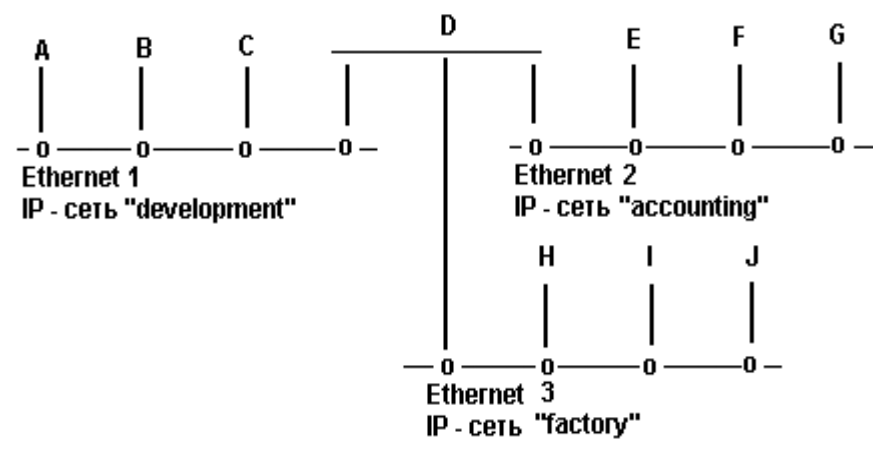 A B C D E F G
Ethernet 1
IP - сеть "development"
Ethernet 2
IP - сеть "accounting"
H I J
Ethernet 3
IP - сеть "factory"